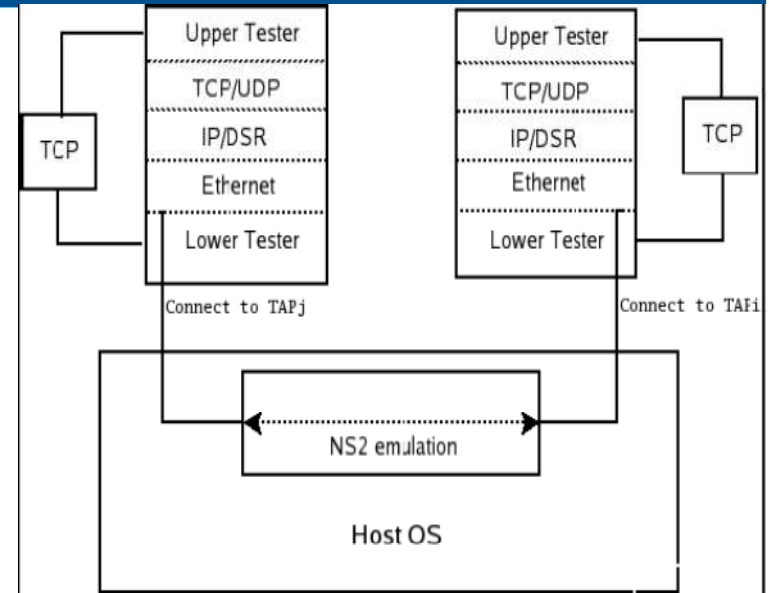 Upper Tester
TCP/UDP
IP/DSR
Ethernet
Lower Tester
TCP
Connect to TAPj
Upper Tester
TCP/UDP
IP/DSR
Ethernet
Lower Tester
TCP
Connect to TAPi
NS2 emulation
Host OS